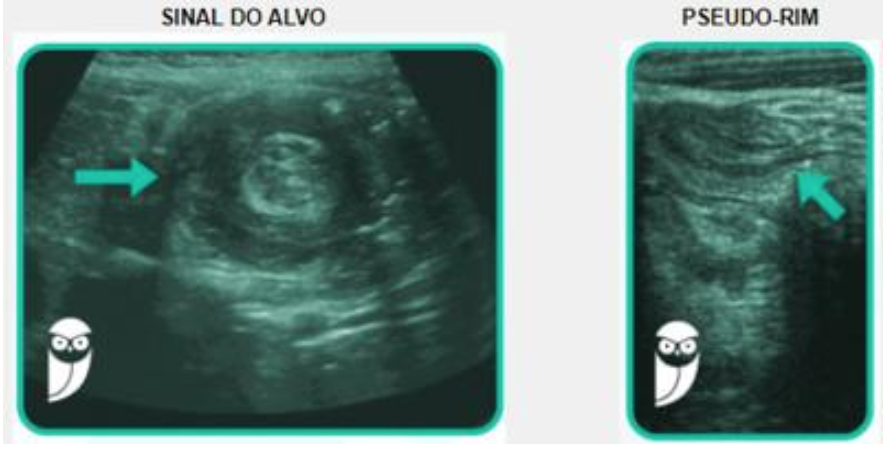 SINAL DO ALVO
PSEUDO-RIM